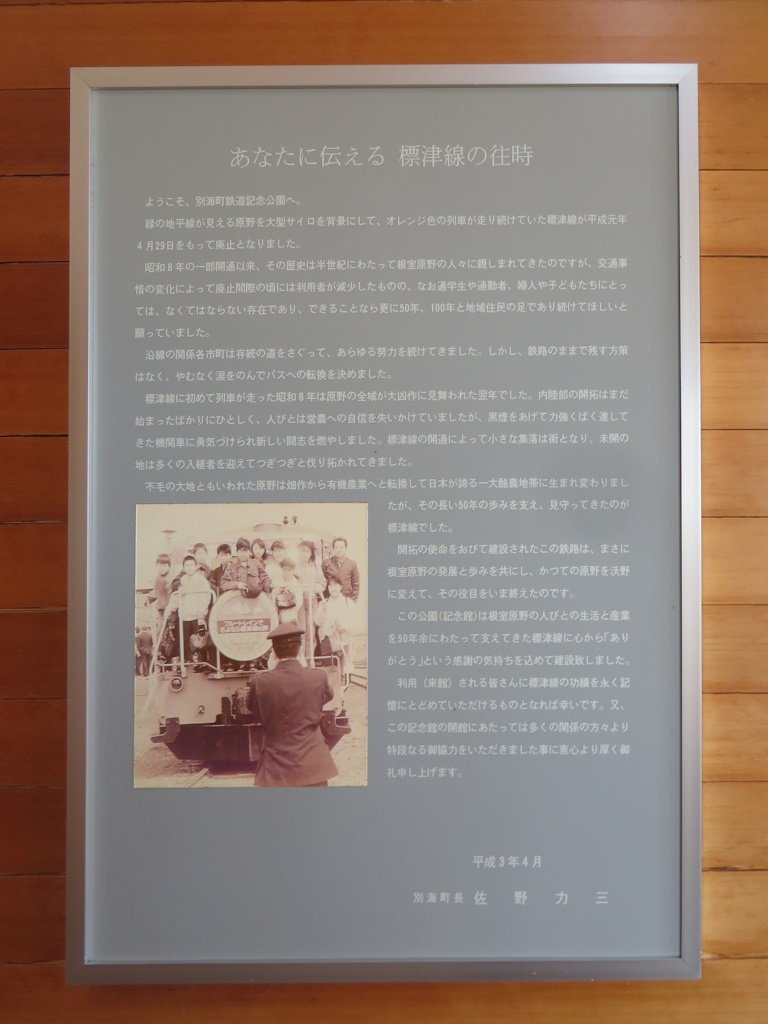 あなたに伝える 標津線の往時
ようこそ、別海町鉄道記念公園へ。
緑の地平線が見える原野を大型サイロを背景にして、オレンジ色の列車が走り続けていた標津線が平成元年
4月29日をもって廃止となりました。
昭和8年の一部開通以来、その歴史は半世紀にわたって根室原野の人々に親しまれてきたのですが、交通事
情の変化によって廃止間際の頃には利用者が減少したものの、なお通学生や通勤者、婦人や子どもたちにとっ
ては、なくてはならない存在であり、できることなら更に50年、100年と地域住民の足であり続けてほしいと
願っていました。
沿線の関係各市町は存続の道をさぐって、あらゆる努力を続けてきました。しかし、鉄路のままで残す方策
はなく、やむなく涙をのんでバスへの転換を決めました。
標津線に初めて列車が走った昭和8年は原野の全域が大凶作に見舞われた翌年でした。内陸部の開拓はまだ
始まったばかりにひとしく、人びとは営農への自信を失いかけていましたが、黒煙をあげて力強くばく進して
きた機関車に勇気づけられ新しい闘志を燃やしました。標津線の開通によって小さな集落は街となり、未開の
地は多くの入植者を迎えてつぎつぎと伐り拓かれてきました。
不毛の大地ともいわれた原野は畑作から有機農業へと転換して日本が誇る一大酪農地帯に生まれ変わりまし
たが、その長い50年の歩みを支え、見守ってきたのが
標津線でした。
開拓の使命をおびて建設されたこの鉄路は、まさに
根室原野の発展と歩みを共にし、かつての原野を沃野
に変えて、その役目をいま終えたのです。
この公園(記念館)は根室原野の人びとの生活と産業
を50年余にわたって支えてきた標津線に心から「あり
がとう」という感謝の気持ちを込めて建設致しました。
利用（来館）される皆さんに標津線の功績を永く記
憶にとどめていただけるものとなれば幸いです。又、
この記念館の開館にあたっては多くの関係の方々より
特段なる御協力をいただきました事に衷心より厚く御
礼申し上げます。
平成3年4月
別海町長 佐野力三